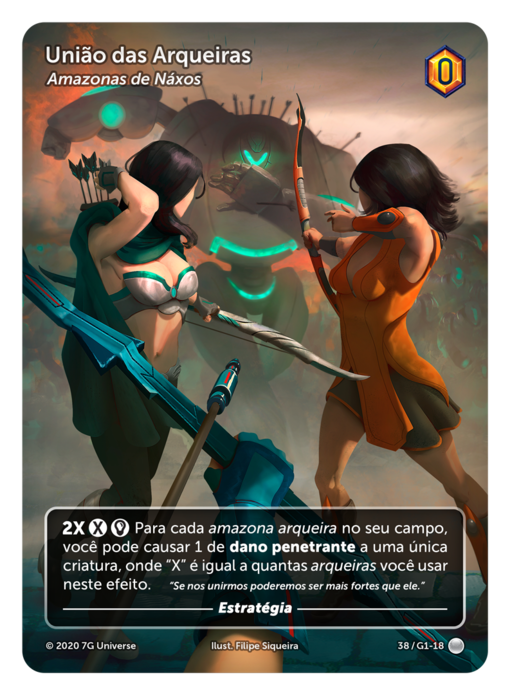 União das Arqueiras
Amazonas de Náxos
0
2X X Para cada amazona arqueira no seu campo,
você pode causar 1 de dano penetrante a uma única
criatura, onde "X" é igual a quantas arqueiras você usar
neste efeito. "Se nos unirmos poderemos ser mais fortes que ele."
Estratégia
© 2020 7G Universe
Ilust. Filipe Siqueira
38 / G1-18